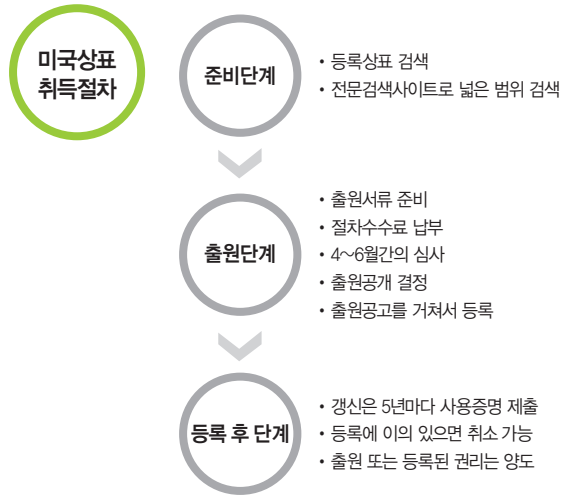 미국상표
취득절차
준비단계
• 등록상표 검색
• 전문검색사이트로 넓은 범위 검색
출원단계
• 출원서류 준비
• 절차수수료 납부
• 4~6월간의 심사
• 출원공개 결정
• 출원공고를 거쳐서 등록
등록 후 단계
• 갱신은 5년마다 사용증명 제출
• 등록에 이의 있으면 취소 가능
• 출원 또는 등록된 권리는 양도